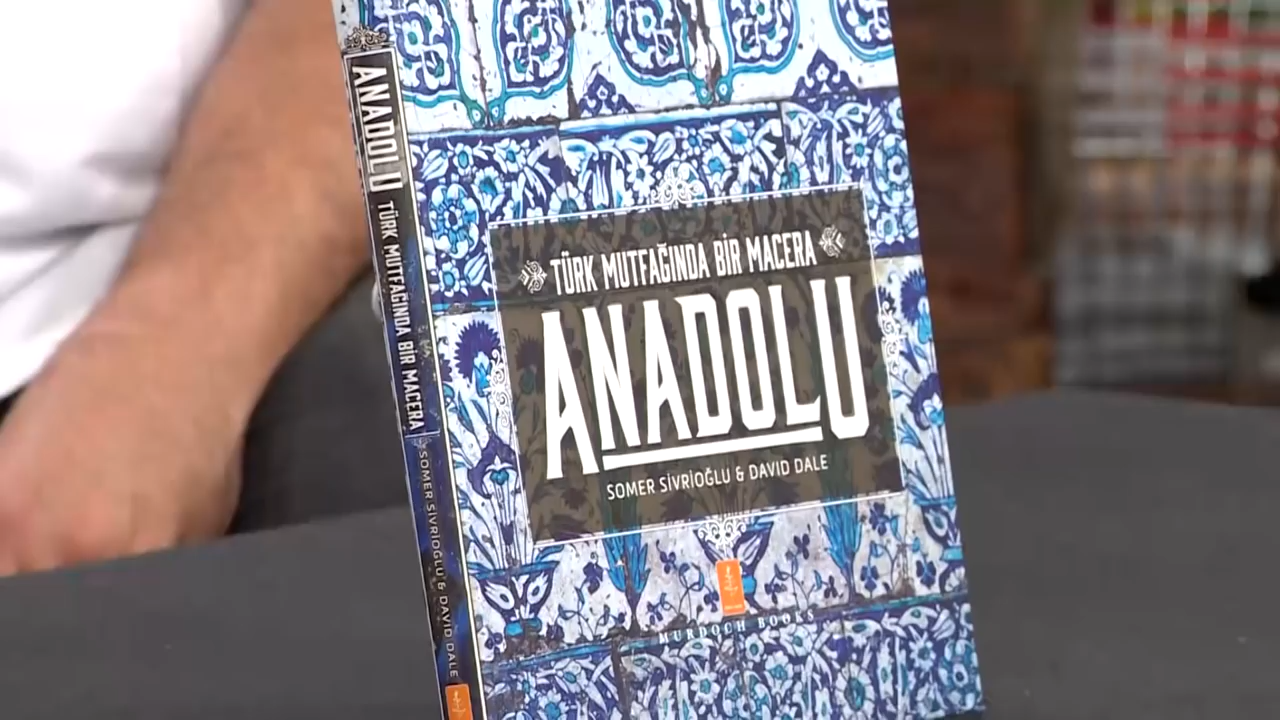 TÜRK MUTFAĞINDA BİR MACERA
ANADOLU
SOMER SİVRİOĞLU & DAVID DALE
MURDOCH BOOKS
ANADOLU TÜRK MUTFAĞINDA BİR MACERA SOMER SİVRİOĞLU & DAVID DALE